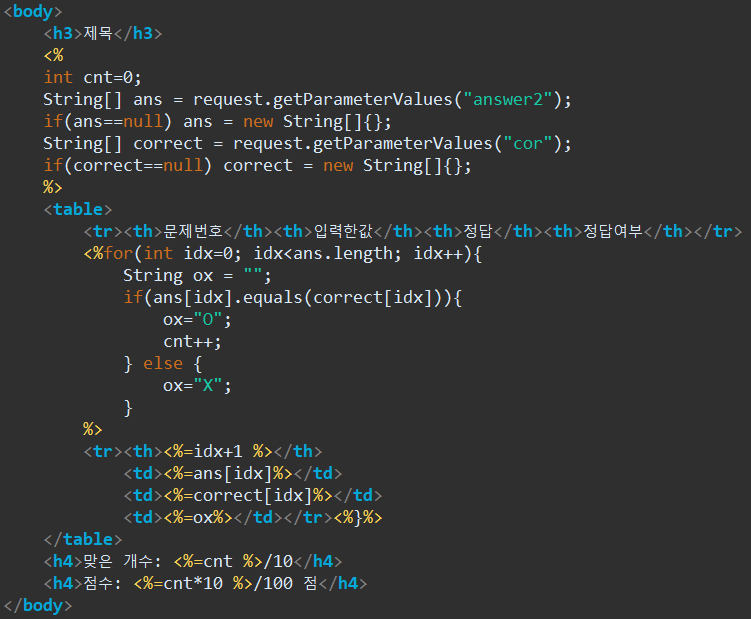 <body>
<h3>제목</h3>
<%
int cnt=0;
String[] ans = request.getParameterValues("answer2");
if(ans==null) ans = new String[]{};
String[] correct = request.getParameterValues("cor");
if(correct==null) correct = new String[]{};
%>
<table>
<tr><th>문제번호</th><th>입력한값</th><th>정답</th><th>정답여부</th></tr>
<%for(int idx=0; idx<ans.length; idx++){
String ox = "";
if(ans[idx].equals(correct[idx])){
ox="O";
cnt++;
} else {
ox="X";
}
%>
<tr><th><%=idx+1 %></th>
<td><%=ans[idx]%></td>
<td><%=correct[idx]%></td>
<td><%=ox%></td></tr><%}%>
</table>
<h4>맞은 개수: <%=cnt %>/10</h4>
<h4>점수: <%=cnt*10 %>/100 점</h4>
</body>